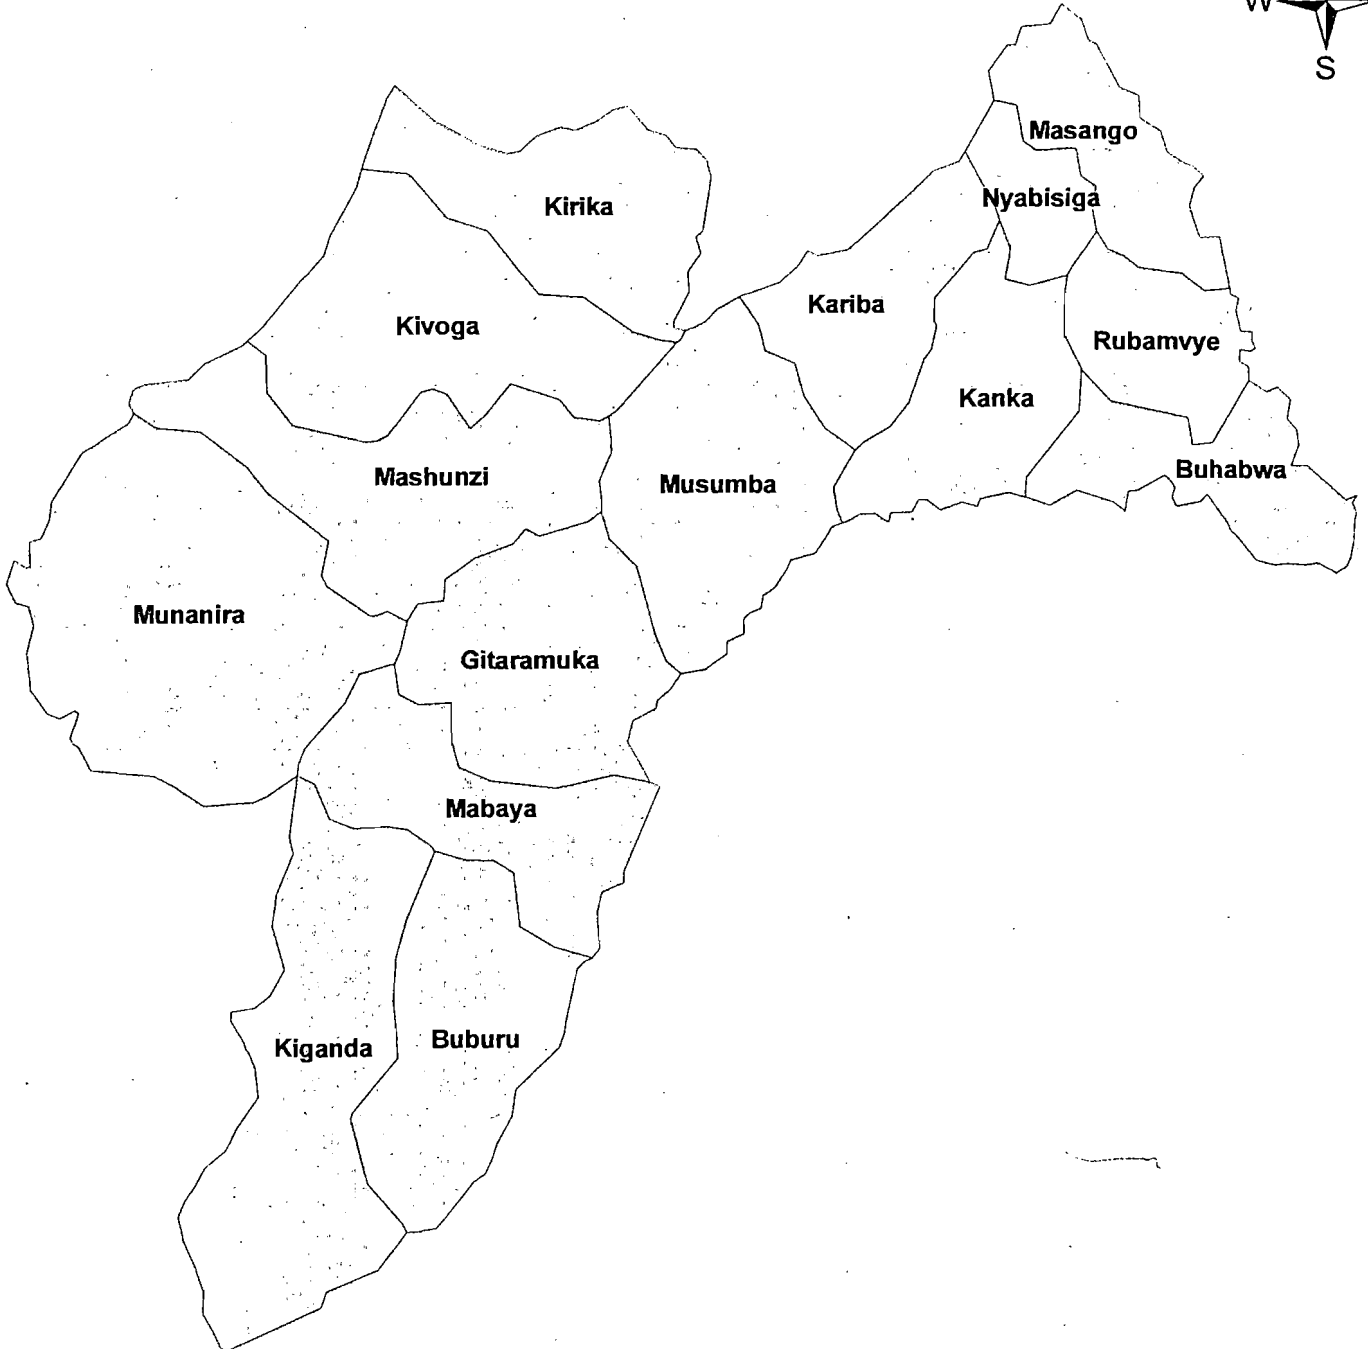 W
S
Masango
Nyabisiga
Kirika
Kariba
Kivoga
Rubamvye
Kanka
Mashunzi
Musumba
Buhabwa
Munanira
Gitaramuka
Mabaya
Kiganda
Buburu